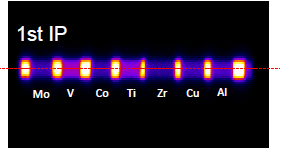 1st IP
Mo V Co Ti Zr Cu Al